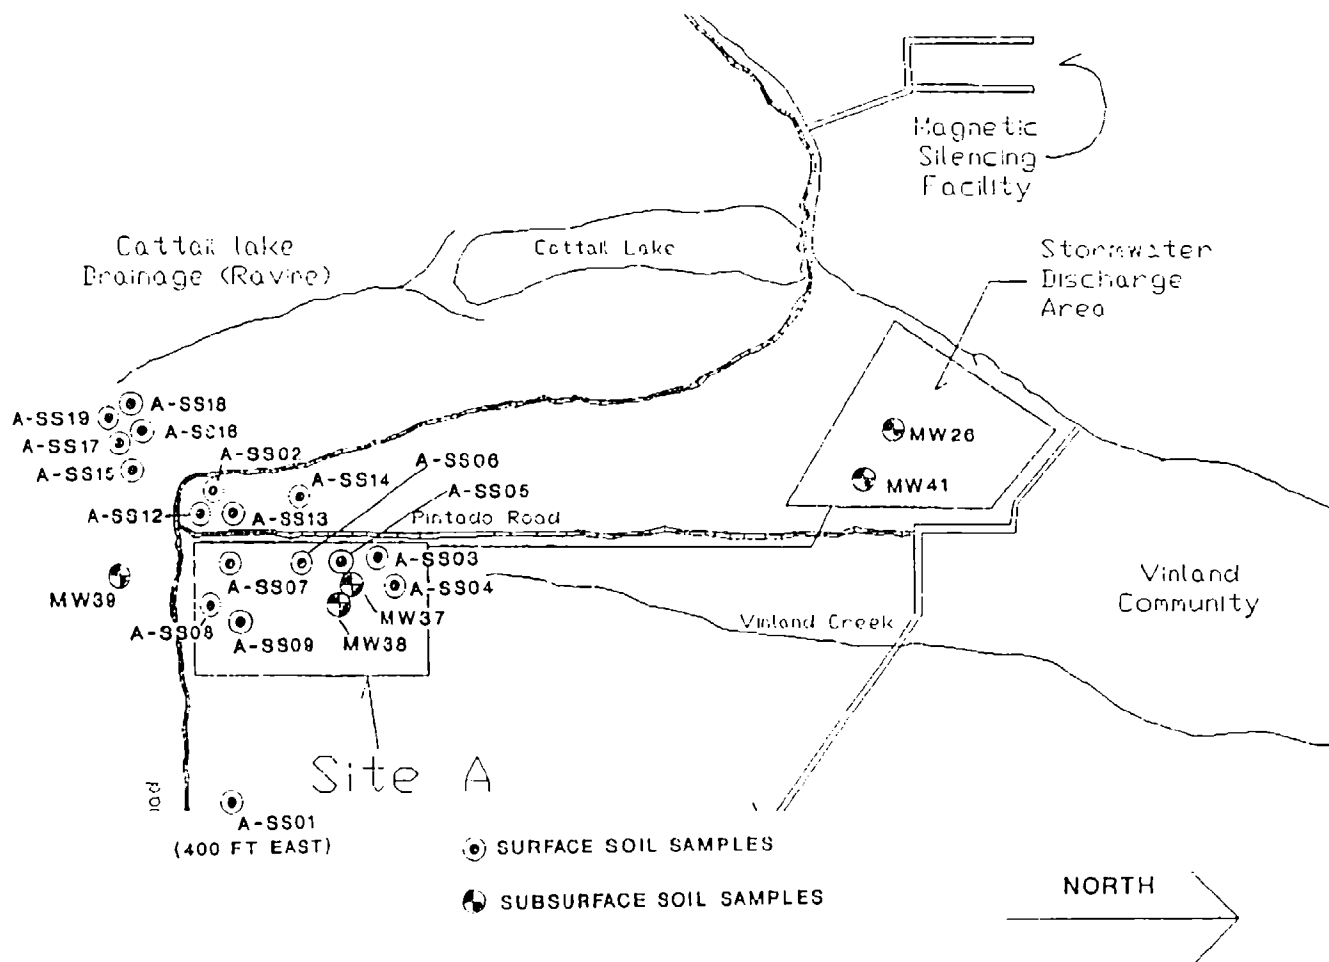 Magnetic
Silencing
Facility
Cattail lake
Drainage (Ravine)
Cattail Lake
Stormwater
Discharge
Area
A-SS19
A-SS18
A-SS16
A-SS17
A-SS02
A-SS15
A-SS06
A-SS14
A-SS05
A-SS12
A-SS13
Pintado Road
MW26
MW41
A-SS03
A-SS07
A-SS04
MW39
MW37
A-SS08
A-SS09
MW38
Vinland Creek
Vinland
Community
Site A
oad
A-SS01
(400 FT EAST)
SURFACE SOIL SAMPLES
SUBSURFACE SOIL SAMPLES
NORTH